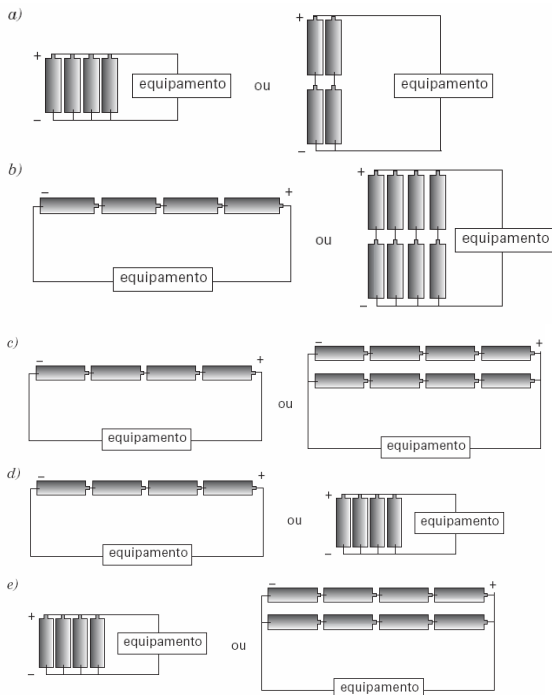 a)
+
equipamento
−
ou
+
equipamento
−
b)
−
+
equipamento
ou
+
equipamento
−
c)
−
+
equipamento
ou
−
+
equipamento
d)
−
+
equipamento
ou
+
equipamento
−
e)
+
equipamento
−
ou
−
+
equipamento